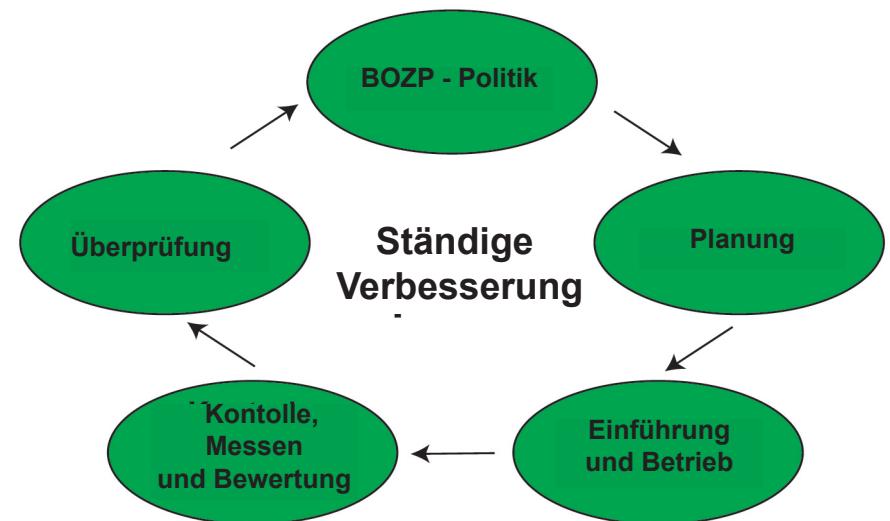 BOZP - Politik
Planung
Einführung
und Betrieb
Kontolle,
Messen
und Bewertung
Überprüfung
Ständige
Verbesserung